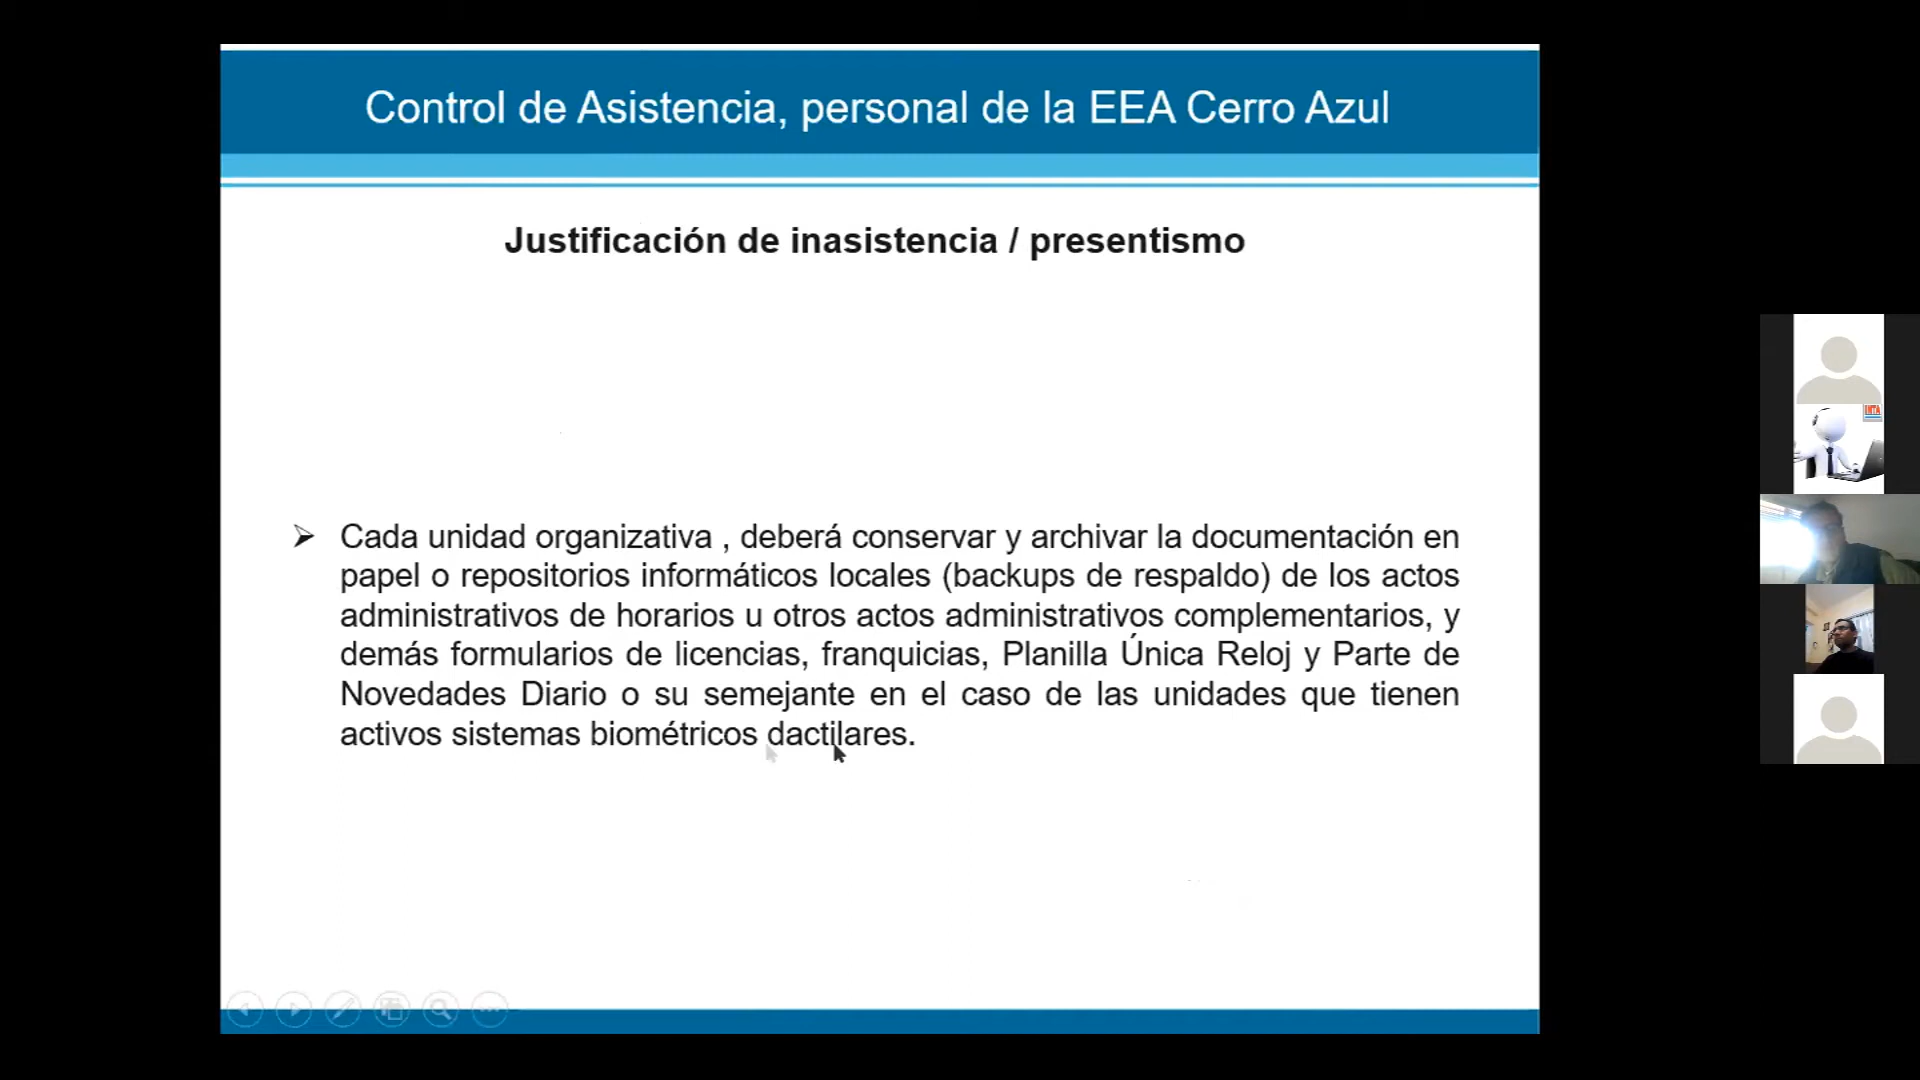 Control de Asistencia, personal de la EEA Cerro Azul
Justificación de inasistencia / presentismo
Cada unidad organizativa , deberá conservar y archivar la documentación en
papel o repositorios informáticos locales (backups de respaldo) de los actos
administrativos de horarios u otros actos administrativos complementarios, y
demás formularios de licencias, franquicias, Planilla Única Reloj y Parte de
Novedades Diario o su semejante en el caso de las unidades que tienen
activos sistemas biométricos dactilares.